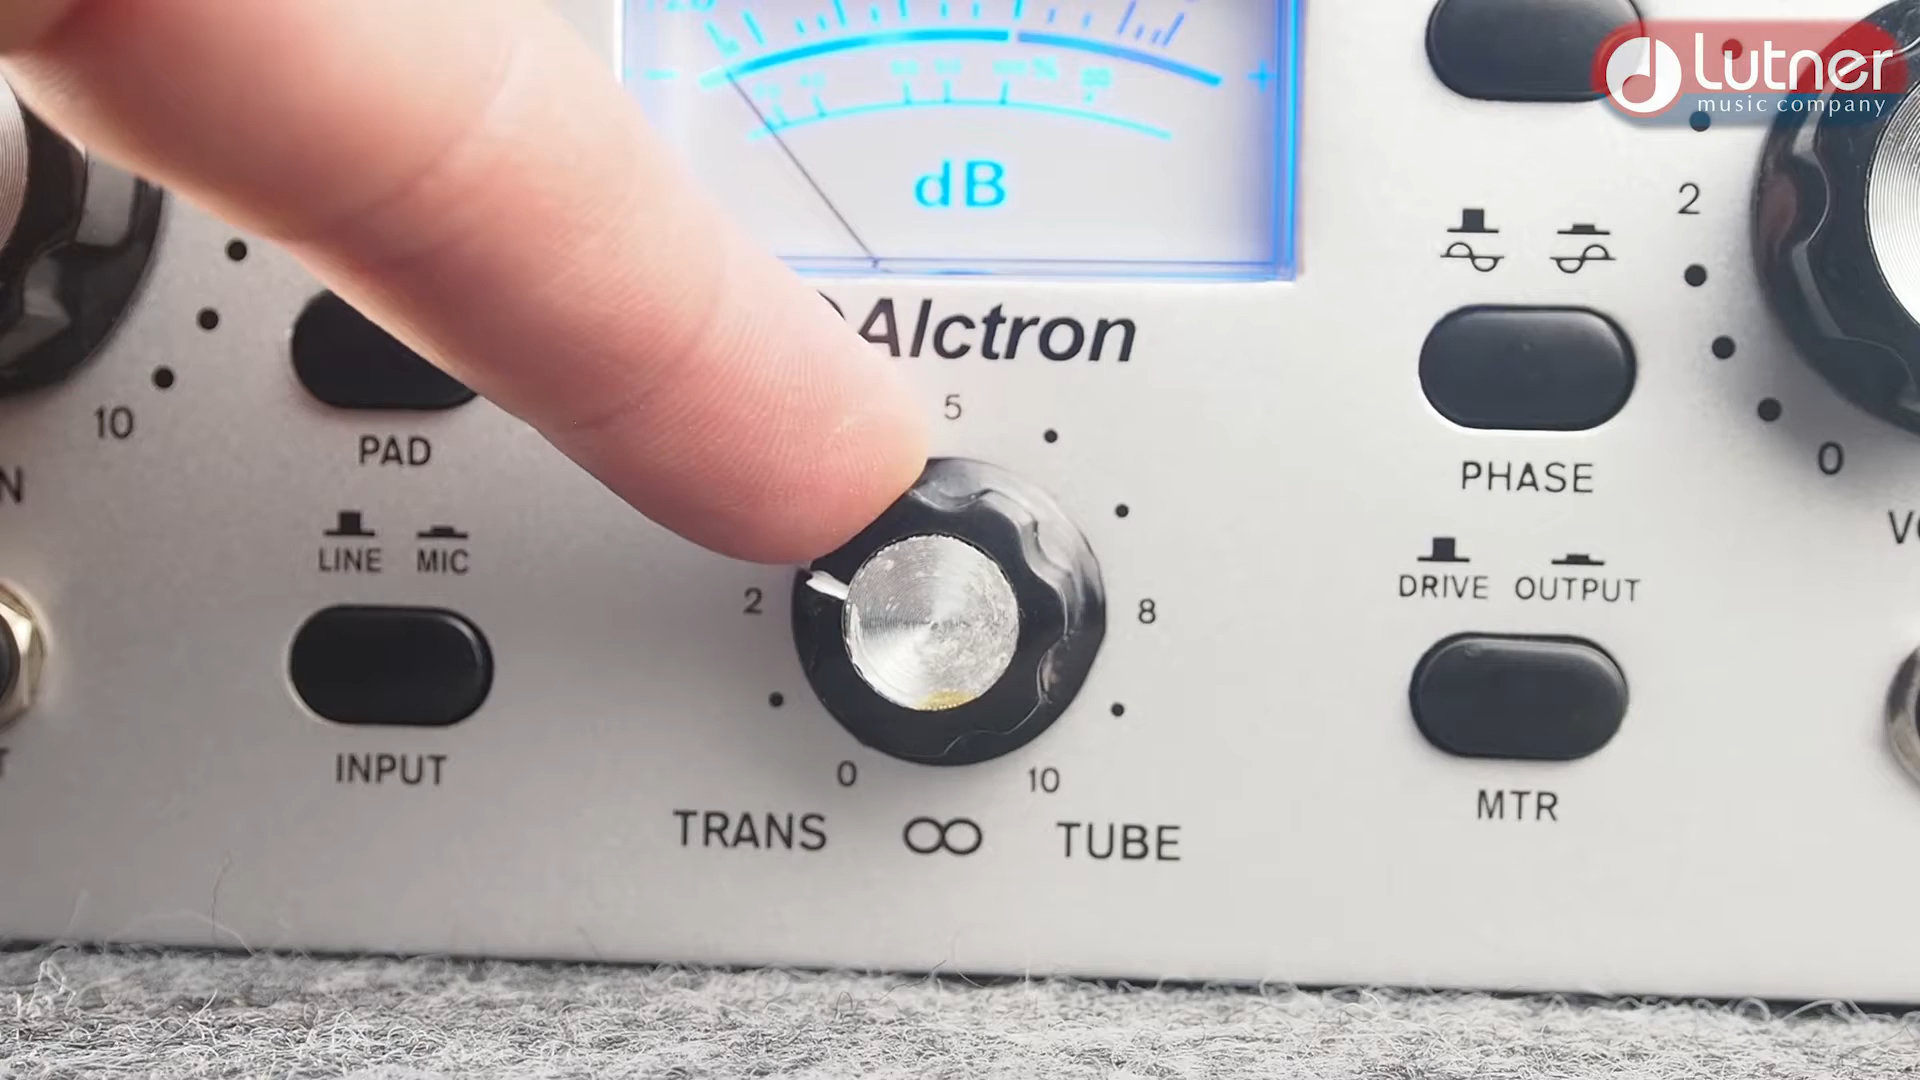 Lutner
music company
dB
Alctron
2
5
10
PAD
PHASE
0
LINE MIC
DRIVE OUTPUT
2
8
INPUT
0
10
MTR
TRANS ∞ TUBE